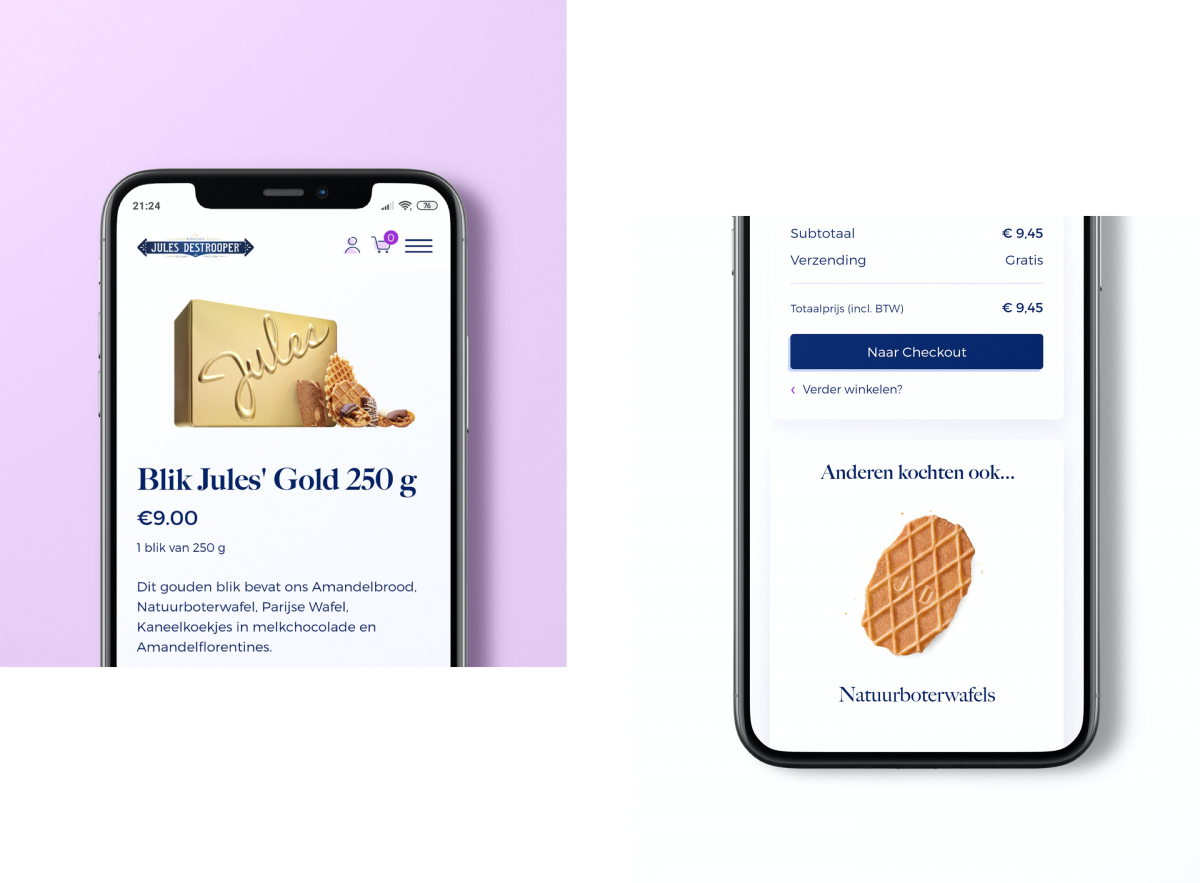 21:24
76
JULES DESTROOPER
0
Jules
Blik Jules' Gold 250 g
€9.00
1 blik van 250 g
Dit gouden blik bevat ons Amandelbrood,
Natuurboterwafel, Parijse Wafel,
Kaneelkoekjes in melkchocolade en
Amandelflorentines.
Subtotaal € 9,45
Verzending Gratis
Totaalprijs (incl. BTW) € 9,45
Naar Checkout
‹ Verder winkelen?
Anderen kochten ook...
Natuurboterwafels